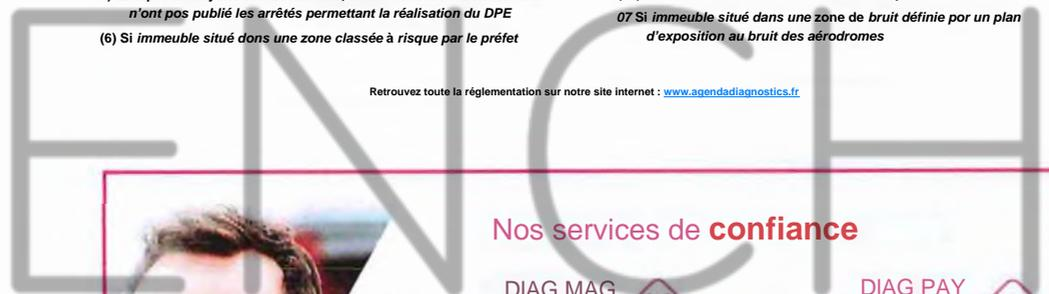 n'ont pos publié les arrêtés permettant la réalisation du DPE
(6) Si immeuble situé dons une zone classée à risque par le préfet
07 Si immeuble situé dans une zone de bruit définie por un plan
d'exposition au bruit des aérodromes
Retrouvez toute la réglementation sur notre site internet : www.agendadiagnostics.fr
ENCH
Nos services de confiance
DIAG MAG
DIAG PAY